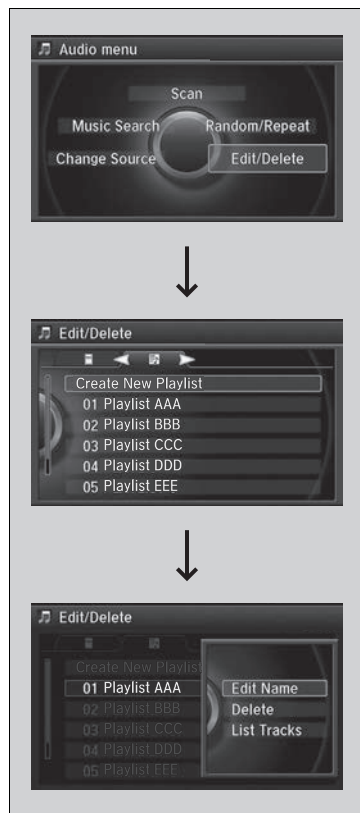 Audio menu
Scan
Music Search Random/Repeat
Change Source Edit/Delete
Edit/Delete
Create New Playlist
01 Playlist AAA
02 Playlist BBB
03 Playlist CCC
04 Playlist DDD
05 Playlist EEE
Edit/Delete
Create New Playlist
01 Playlist AAA Edit Name
02 Playlist BBB Delete
03 Playlist CCC List Tracks
04 Playlist DDD
05 Playlist EEE